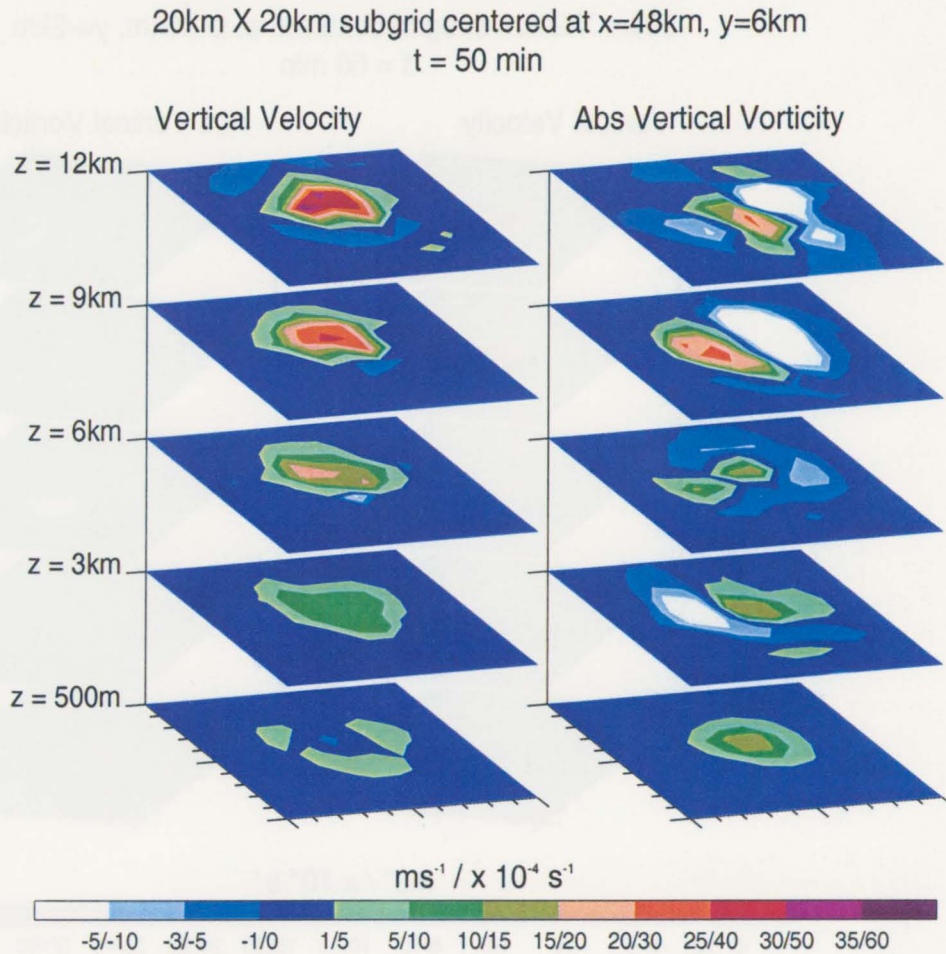 20km X 20km subgrid centered at x=48km, y=6km
t = 50 min
Vertical Velocity
Abs Vertical Vorticity
z = 12km
z = 9km
z = 6km
z = 3km
z = 500m
ms⁻¹ / x 10⁻⁴ s⁻¹
-5/-10 -3/-5 -1/0 1/5 5/10 10/15 15/20 20/30 25/40 30/50 35/60